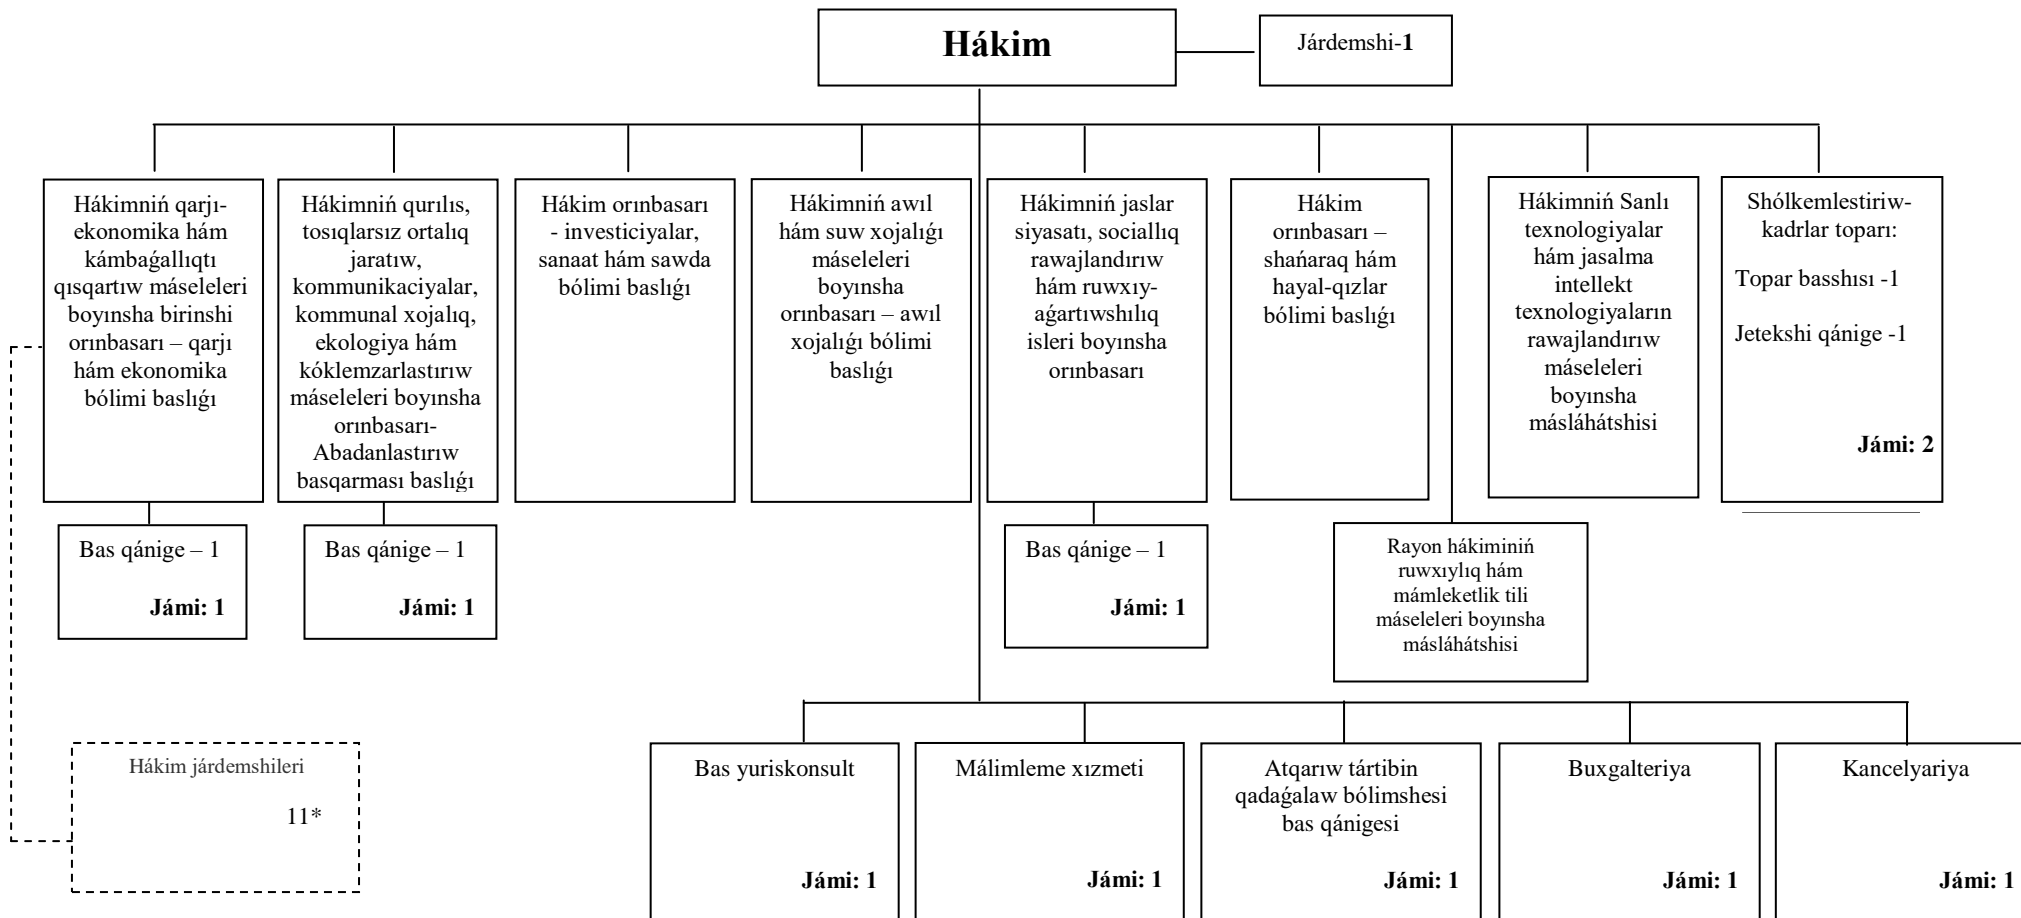 Hákim
Járdemshi-1
Hákimniń qarjı-
ekonomika hám
kámbaǵallıqtı
qısqartıw máseleleri
boyınsha birinshi
orınbasarı – qarjı
hám ekonomika
bólimi baslıǵı
Hákimniń qurılıs,
tosıqlarsız ortalıq
jaratıw,
kommunikaciyalar,
kommunal xojalıq,
ekologiya hám
kóklemzarlastırıw
máseleleri boyınsha
orınbasarı-
Abadanlastırıw
basqarması baslıǵı
Hákim orınbasarı
- investiciyalar,
sanaat hám sawda
bólimi baslıǵı
Hákimniń awıl
hám suw xojalıǵı
máseleleri
boyınsha
orınbasarı – awıl
xojalıǵı bólimi
baslıǵı
Hákimniń jaslar
siyasatı, sociallıq
rawajlandırıw
hám ruwxıy-
aǵartıwshılıq
isleri boyınsha
orınbasarı
Hákim
orınbasarı –
shańaraq hám
hayal-qızlar
bólimi baslıǵı
Hákimniń Sanlı
texnologiyalar
hám jasalma
intellekt
texnologiyaların
rawajlandırıw
máseleleri
boyınsha
másláhátshisi
Shólkemlestiriw-
kadrlar toparı:
Topar basshısı -1
Jetekshi qánige -1
Jámi: 2
Bas qánige – 1
Jámi: 1
Bas qánige – 1
Jámi: 1
Bas qánige – 1
Jámi: 1
Rayon hákiminiń
ruwxıylıq hám
mámleketlik tili
máseleleri boyınsha
másláhátshisi
Hákim járdemshileri
11*
Bas yuriskonsult
Jámi: 1
Málimleme xızmeti
Jámi: 1
Atqarıw tártibin
qadaǵalaw bólimshesi
bas qánigesi
Jámi: 1
Buxgalteriya
Jámi: 1
Kancelyariya
Jámi: 1